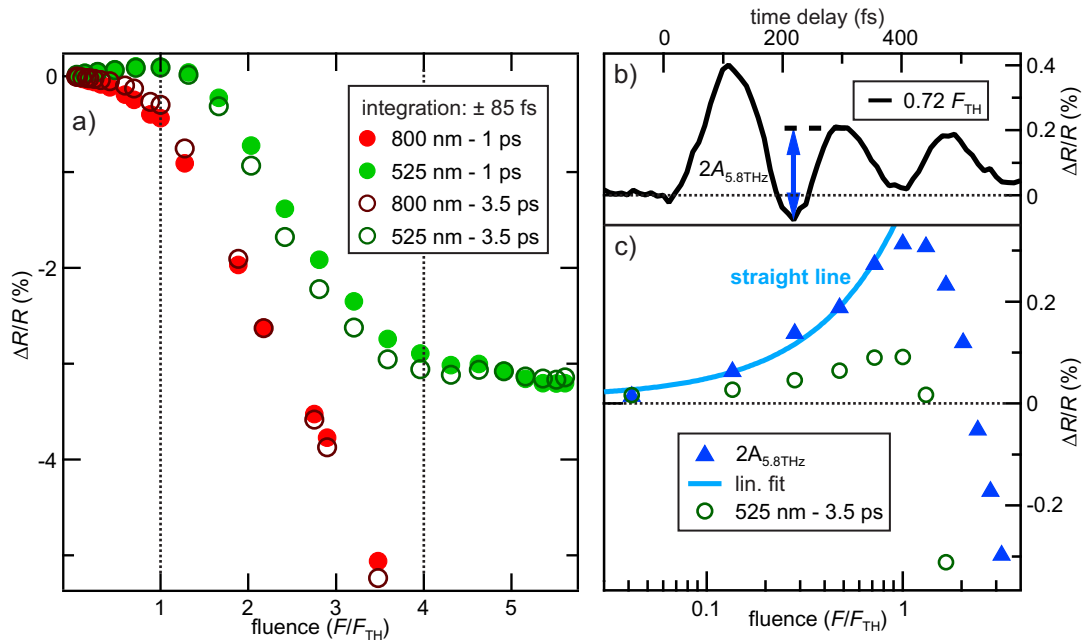 a)
integration: ± 85 fs
800 nm - 1 ps
525 nm - 1 ps
800 nm - 3.5 ps
525 nm - 3.5 ps
0
-2
-4
ΔR/R (%)
1
2
3
4
5
fluence (F/F_TH)
time delay (fs)
0
200
400
b)
0.72 F_TH
2A_5.8THz
0.4
0.2
0
ΔR/R (%)
c)
straight line
2A_5.8THz
lin. fit
525 nm - 3.5 ps
0.2
0
-0.2
ΔR/R (%)
0.1
1
fluence (F/F_TH)